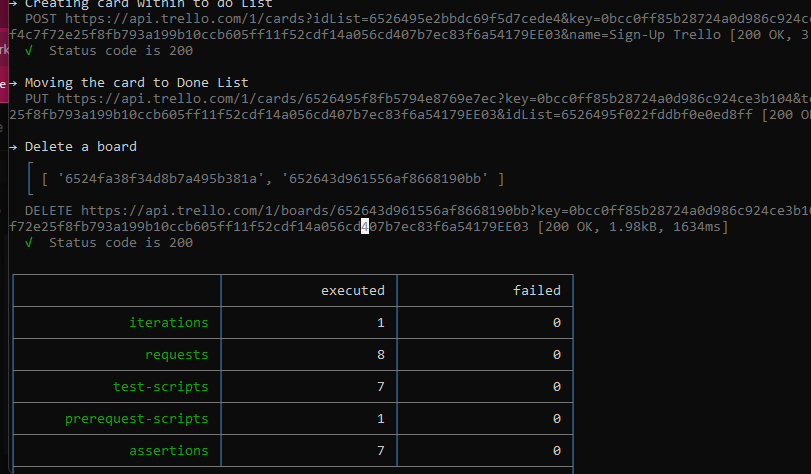 → Creating card within to do List
POST https://api.trello.com/1/cards?idList=6526495e2bbdc69f5d7cede4&key=0bcc0ff85b28724a0d986c924ce
f4c7f72e25f8fb793a199b10ccb605ff11f52cdf14a056cd407b7ec83f6a54179EE03&name=Sign-Up Trello [200 OK, 3
√ Status code is 200
→ Moving the card to Done List
PUT https://api.trello.com/1/cards/6526495f8fb5794e8769e7ec?key=0bcc0ff85b28724a0d986c924ce3b104&t
25f8fb793a199b10ccb605ff11f52cdf14a056cd407b7ec83f6a54179EE03&idList=6526495f022fddbf0e0ed8ff [200 O
→ Delete a board
[ '6524fa38f34d8b7a495b381a', '652643d961556af8668190bb' ]
DELETE https://api.trello.com/1/boards/652643d961556af8668190bb?key=0bcc0ff85b28724a0d986c924ce3b10
f72e25f8fb793a199b10ccb605ff11f52cdf14a056cd407b7ec83f6a54179EE03 [200 OK, 1.98kB, 1634ms]
√ Status code is 200
executed failed
iterations 1 0
requests 8 0
test-scripts 7 0
prerequest-scripts 1 0
assertions 7 0